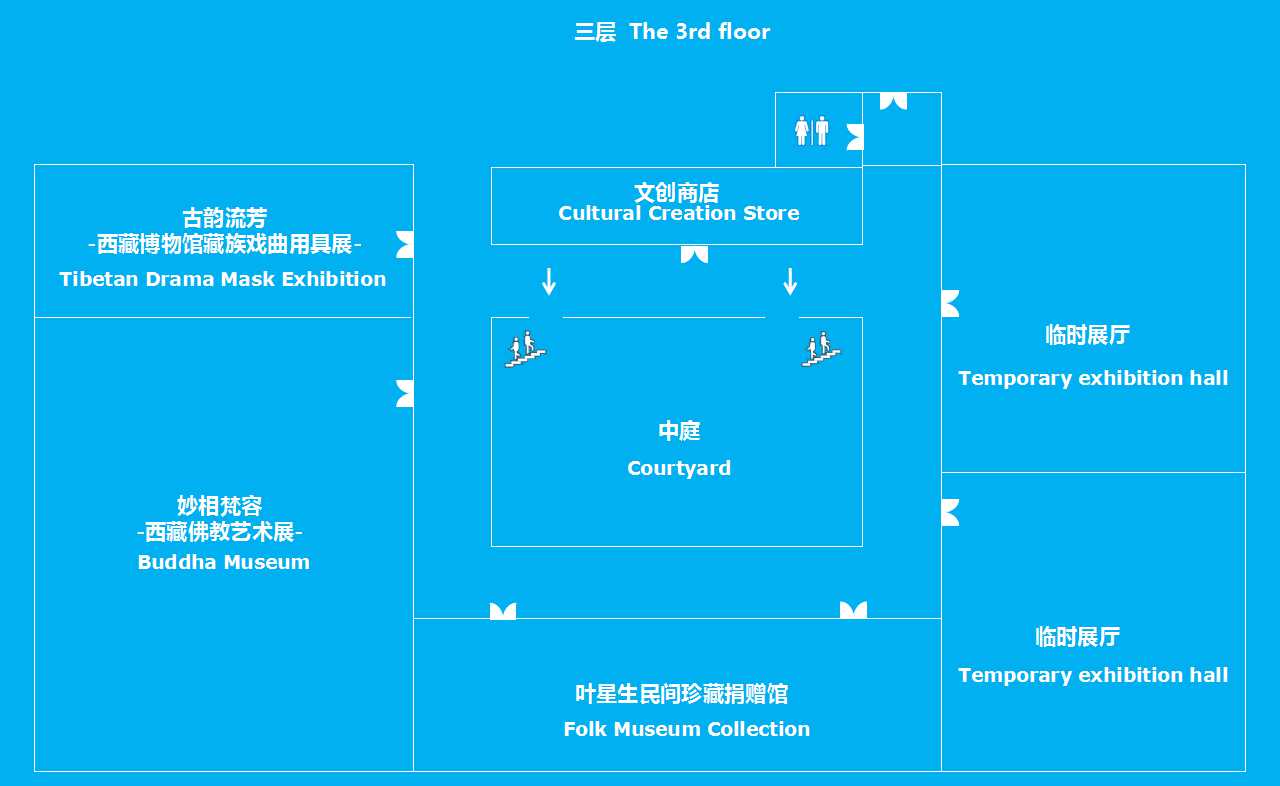 三层 The 3rd floor
文创商店
Cultural Creation Store
古韵流芳
-西藏博物馆藏族戏曲用具展-
Tibetan Drama Mask Exhibition
临时展厅
Temporary exhibition hall
中庭
Courtyard
妙相梵容
-西藏佛教艺术展-
Buddha Museum
临时展厅
Temporary exhibition hall
叶星生民间珍藏捐赠馆
Folk Museum Collection